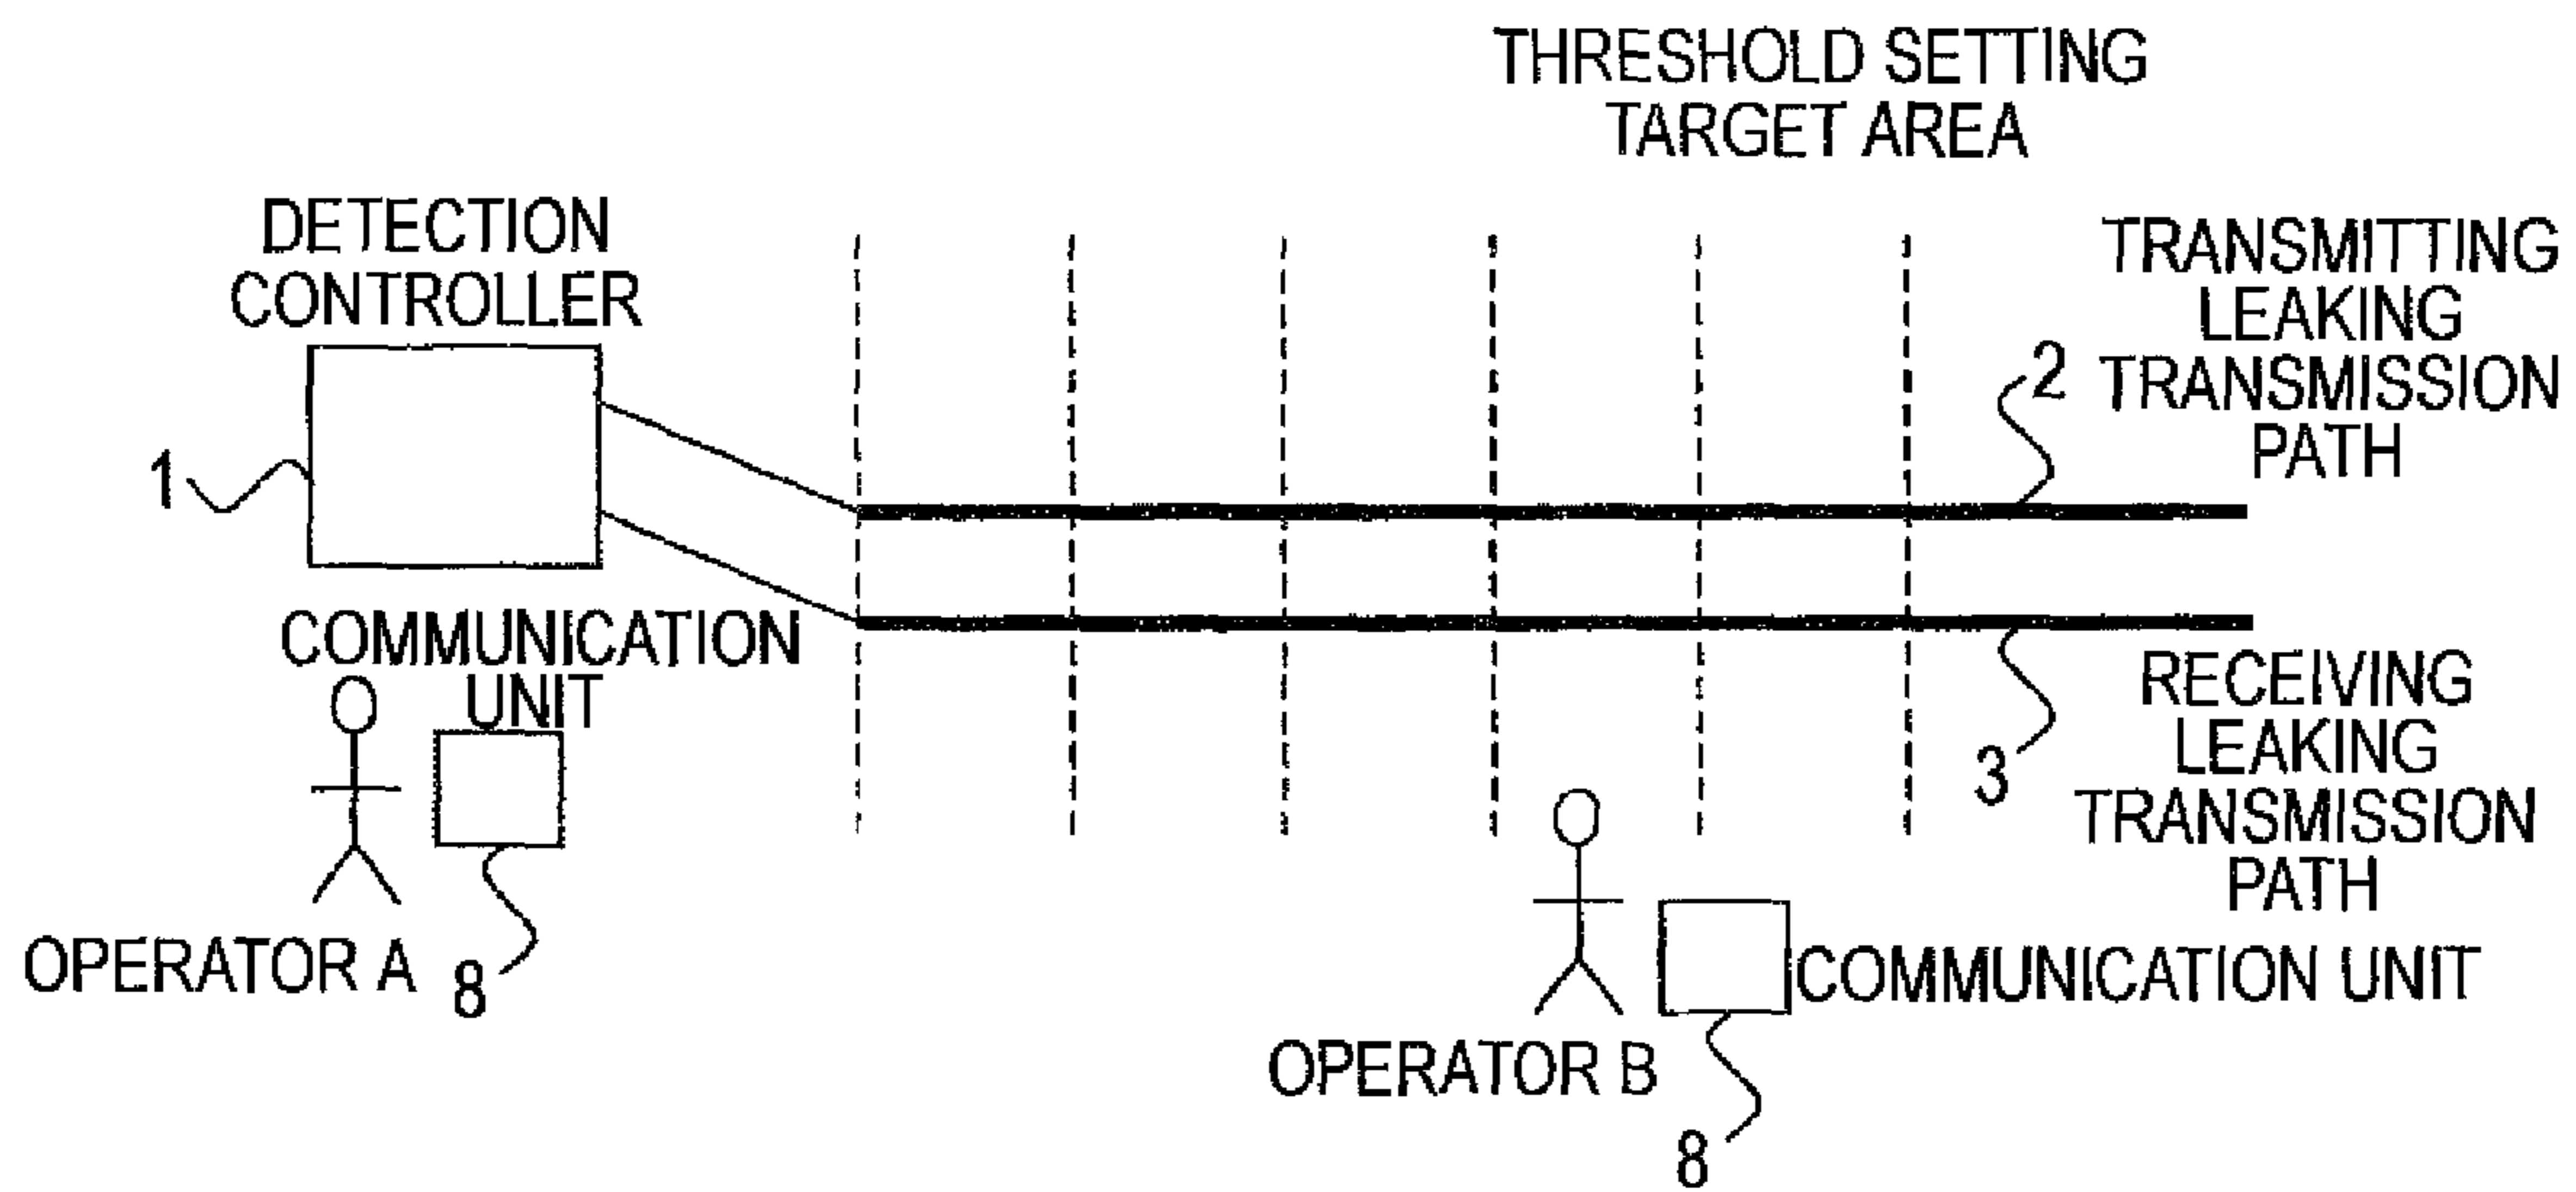 THRESHOLD SETTING
TARGET AREA
DETECTION
CONTROLLER
1
TRANSMITTING
LEAKING
TRANSMISSION
PATH
2
COMMUNICATION
UNIT
RECEIVING
LEAKING
TRANSMISSION
PATH
3
OPERATOR A
8
COMMUNICATION UNIT
OPERATOR B
8